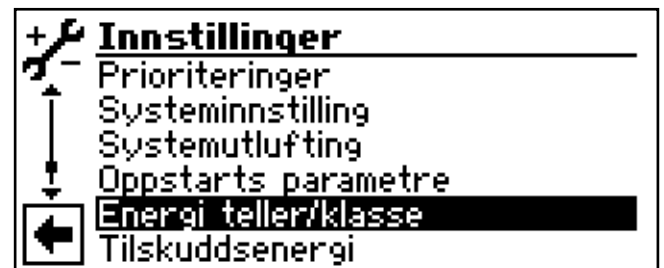 Innstillinger
Prioriteringer
Systeminnstilling
Systemutlufting
Oppstarts parametre
Energi teller/klasse
Tilskuddsenergi